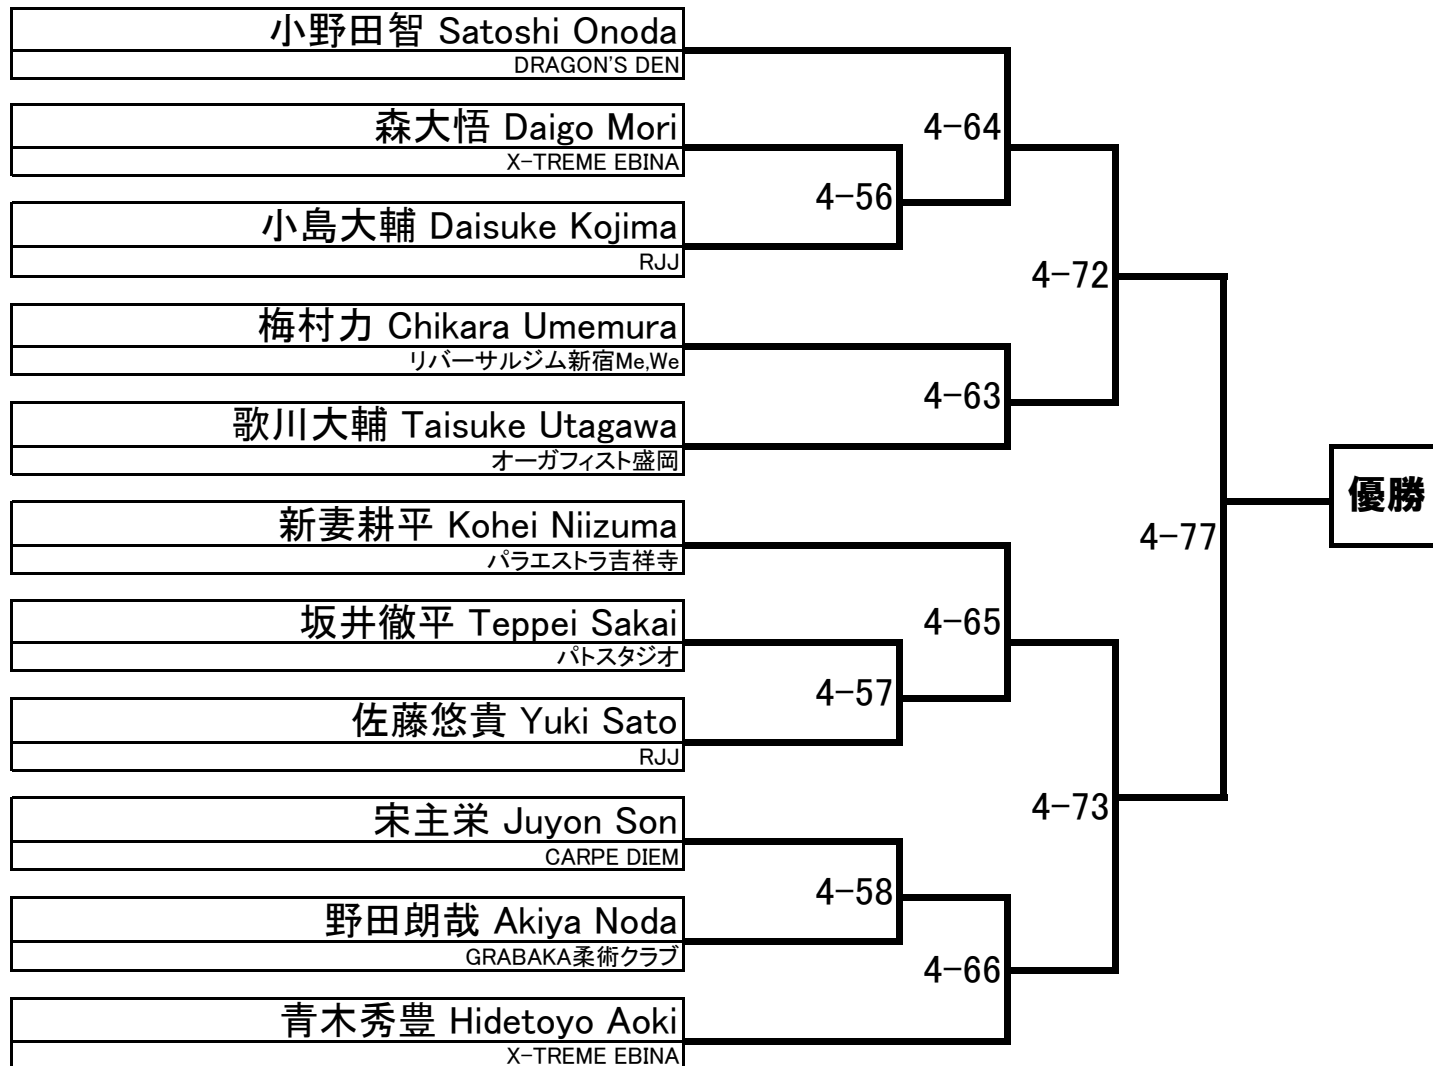 小野田智 Satoshi Onoda
DRAGON'S DEN
森大悟 Daigo Mori
X-TREME EBINA
小島大輔 Daisuke Kojima
RJJ
梅村力 Chikara Umemura
リバーサルジム新宿Me,We
歌川大輔 Taisuke Utagawa
オーガフィスト盛岡
新妻耕平 Kohei Niizuma
パラエストラ吉祥寺
坂井徹平 Teppei Sakai
パトスタジオ
佐藤悠貴 Yuki Sato
RJJ
宋主栄 Juyon Son
CARPE DIEM
野田朗哉 Akiya Noda
GRABAKA柔術クラブ
青木秀豊 Hidetoyo Aoki
X-TREME EBINA
4-56
4-57
4-58
4-64
4-63
4-65
4-66
4-72
4-73
4-77
優勝